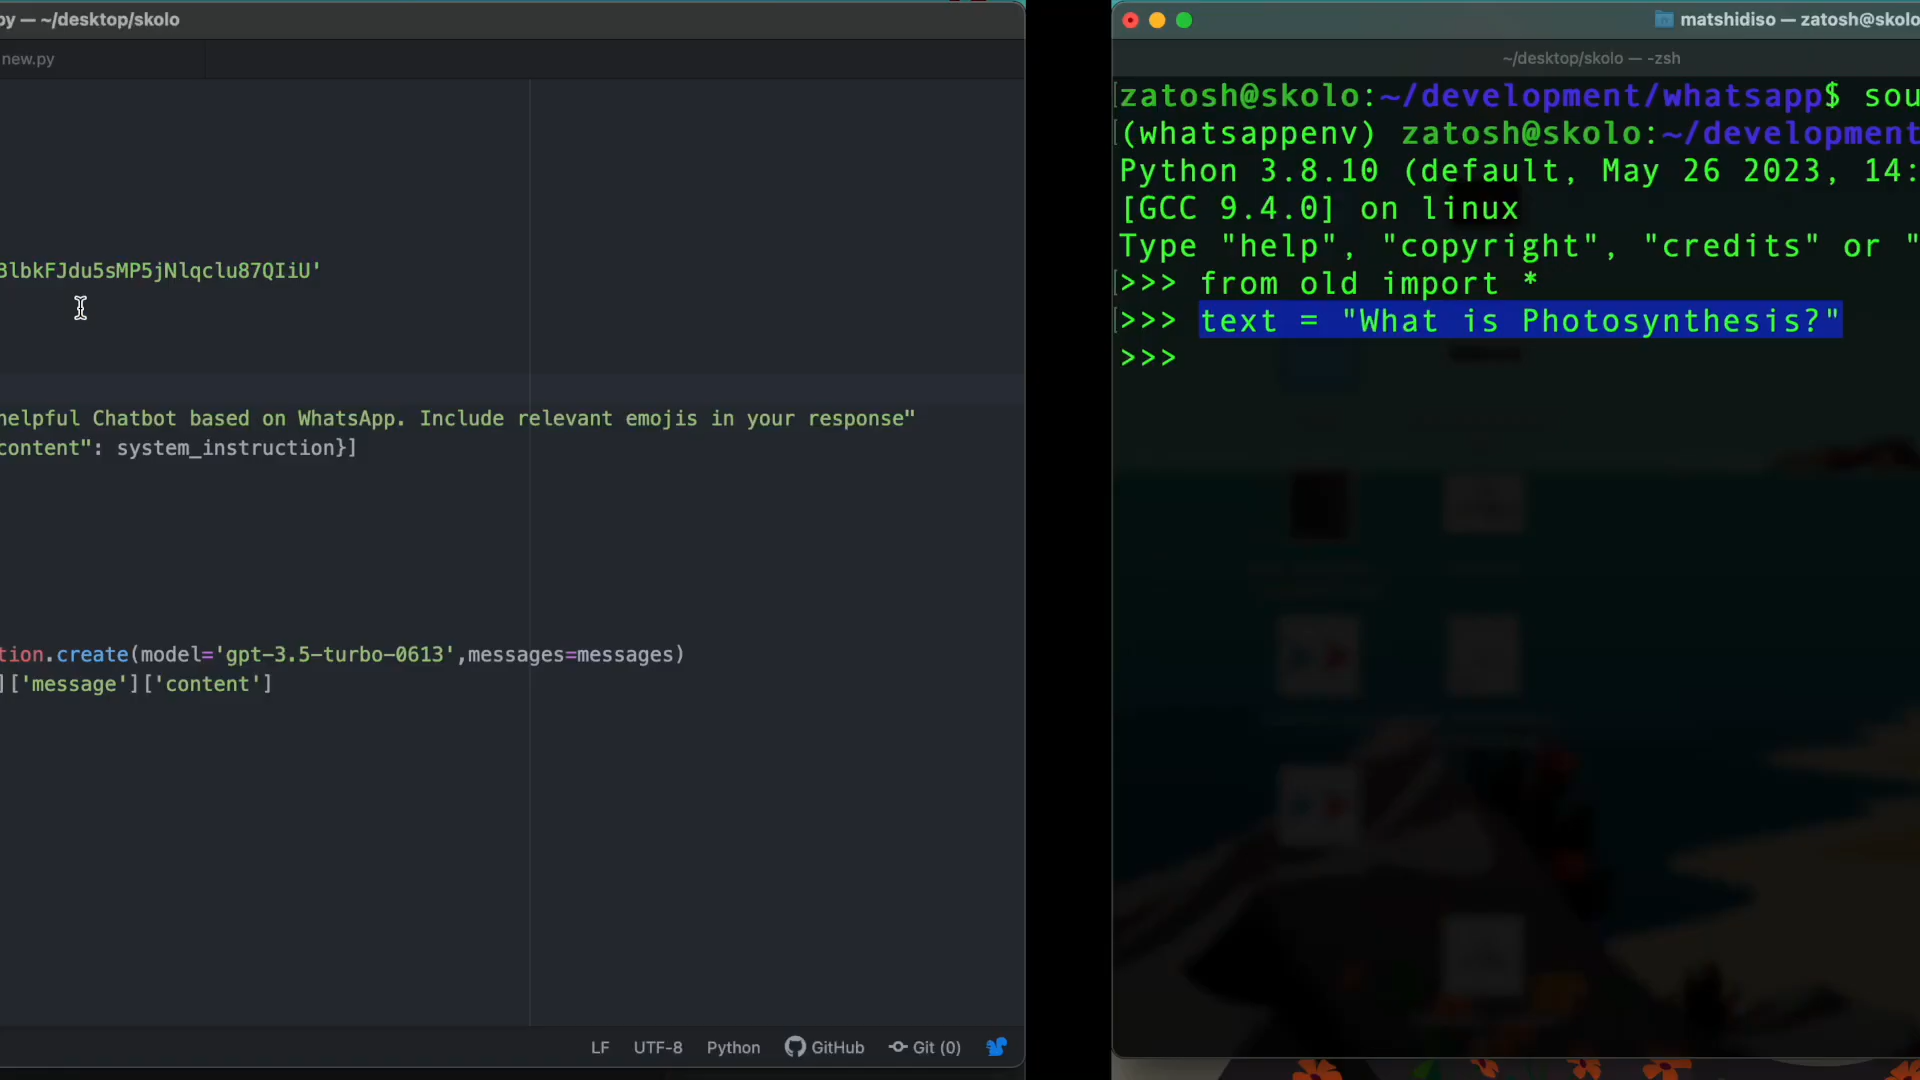 py — ~/desktop/skolo
new.py
3lbkFJdu5sMP5jNlqclu87QIiU'
helpful Chatbot based on WhatsApp. Include relevant emojis in your response"
content": system_instruction}]
tion.create(model='gpt-3.5-turbo-0613',messages=messages)
]['message']['content']
LF UTF-8 Python GitHub Git (0)
matshidiso — zatosh@skolo
~/desktop/skolo — -zsh
zatosh@skolo:~/development/whatsapp$ sou
(whatsappenv) zatosh@skolo:~/development
Python 3.8.10 (default, May 26 2023, 14:
[GCC 9.4.0] on linux
Type "help", "copyright", "credits" or "
>>> from old import *
>>> text = "What is Photosynthesis?"
>>>